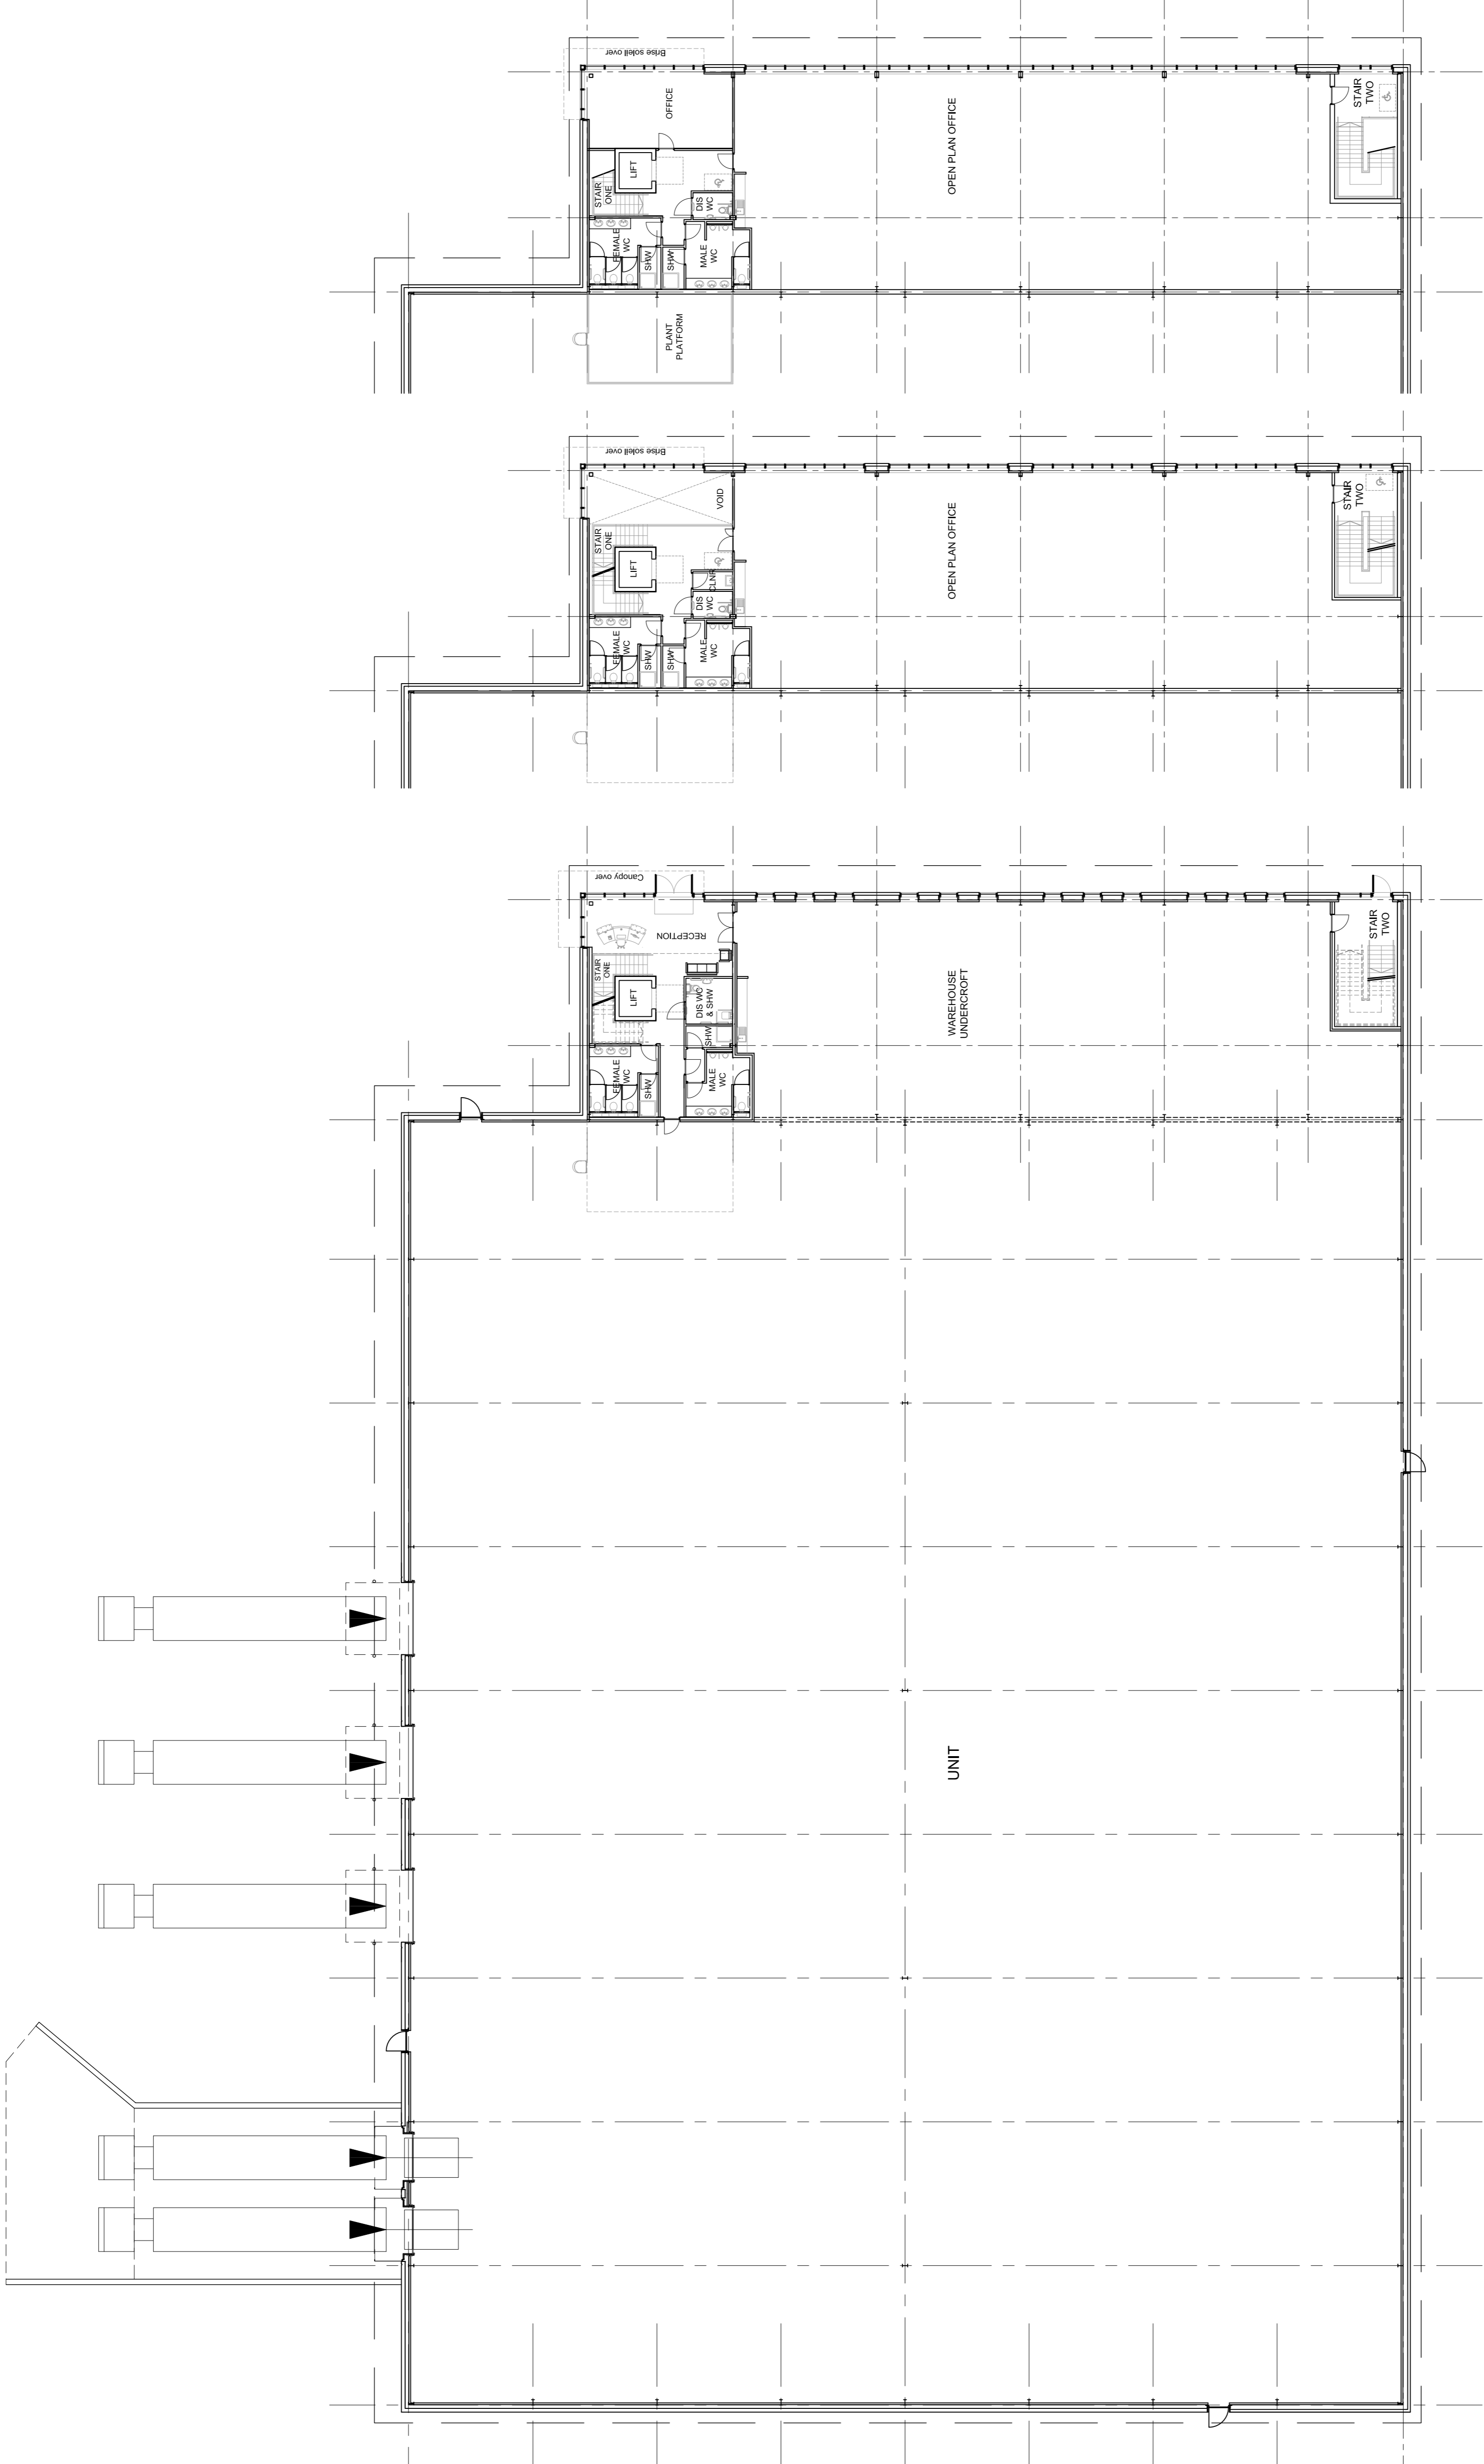 Brise soleil over
OFFICE
OPEN PLAN OFFICE
STAIR
TWO
LIFT
STAIR
ONE
DIS
WC
FEMALE
WC
SHW
SHW
MALE
WC
PLANT
PLATFORM
Brise soleil over
VOID
OPEN PLAN OFFICE
STAIR
TWO
STAIR
ONE
LIFT
CLNR
DIS
WC
FEMALE
WC
SHW
SHW
MALE
WC
Canopy over
RECEPTION
STAIR
TWO
STAIR
ONE
LIFT
DIS WC
& SHW
WAREHOUSE
UNDERCROFT
SHW
FEMALE
WC
SHW
MALE
WC
UNIT